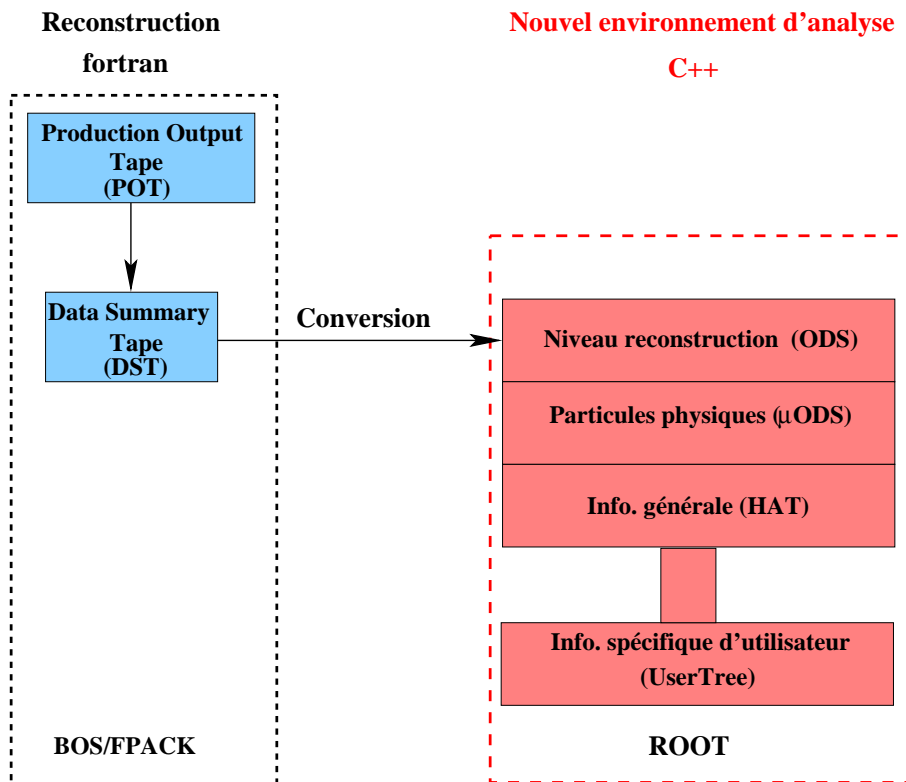 Reconstruction
fortran
Nouvel environnement d'analyse
C++
Production Output
Tape
(POT)
Data Summary
Tape
(DST)
Conversion
Niveau reconstruction (ODS)
Particules physiques (μODS)
Info. générale (HAT)
Info. spécifique d'utilisateur
(UserTree)
BOS/FPACK
ROOT